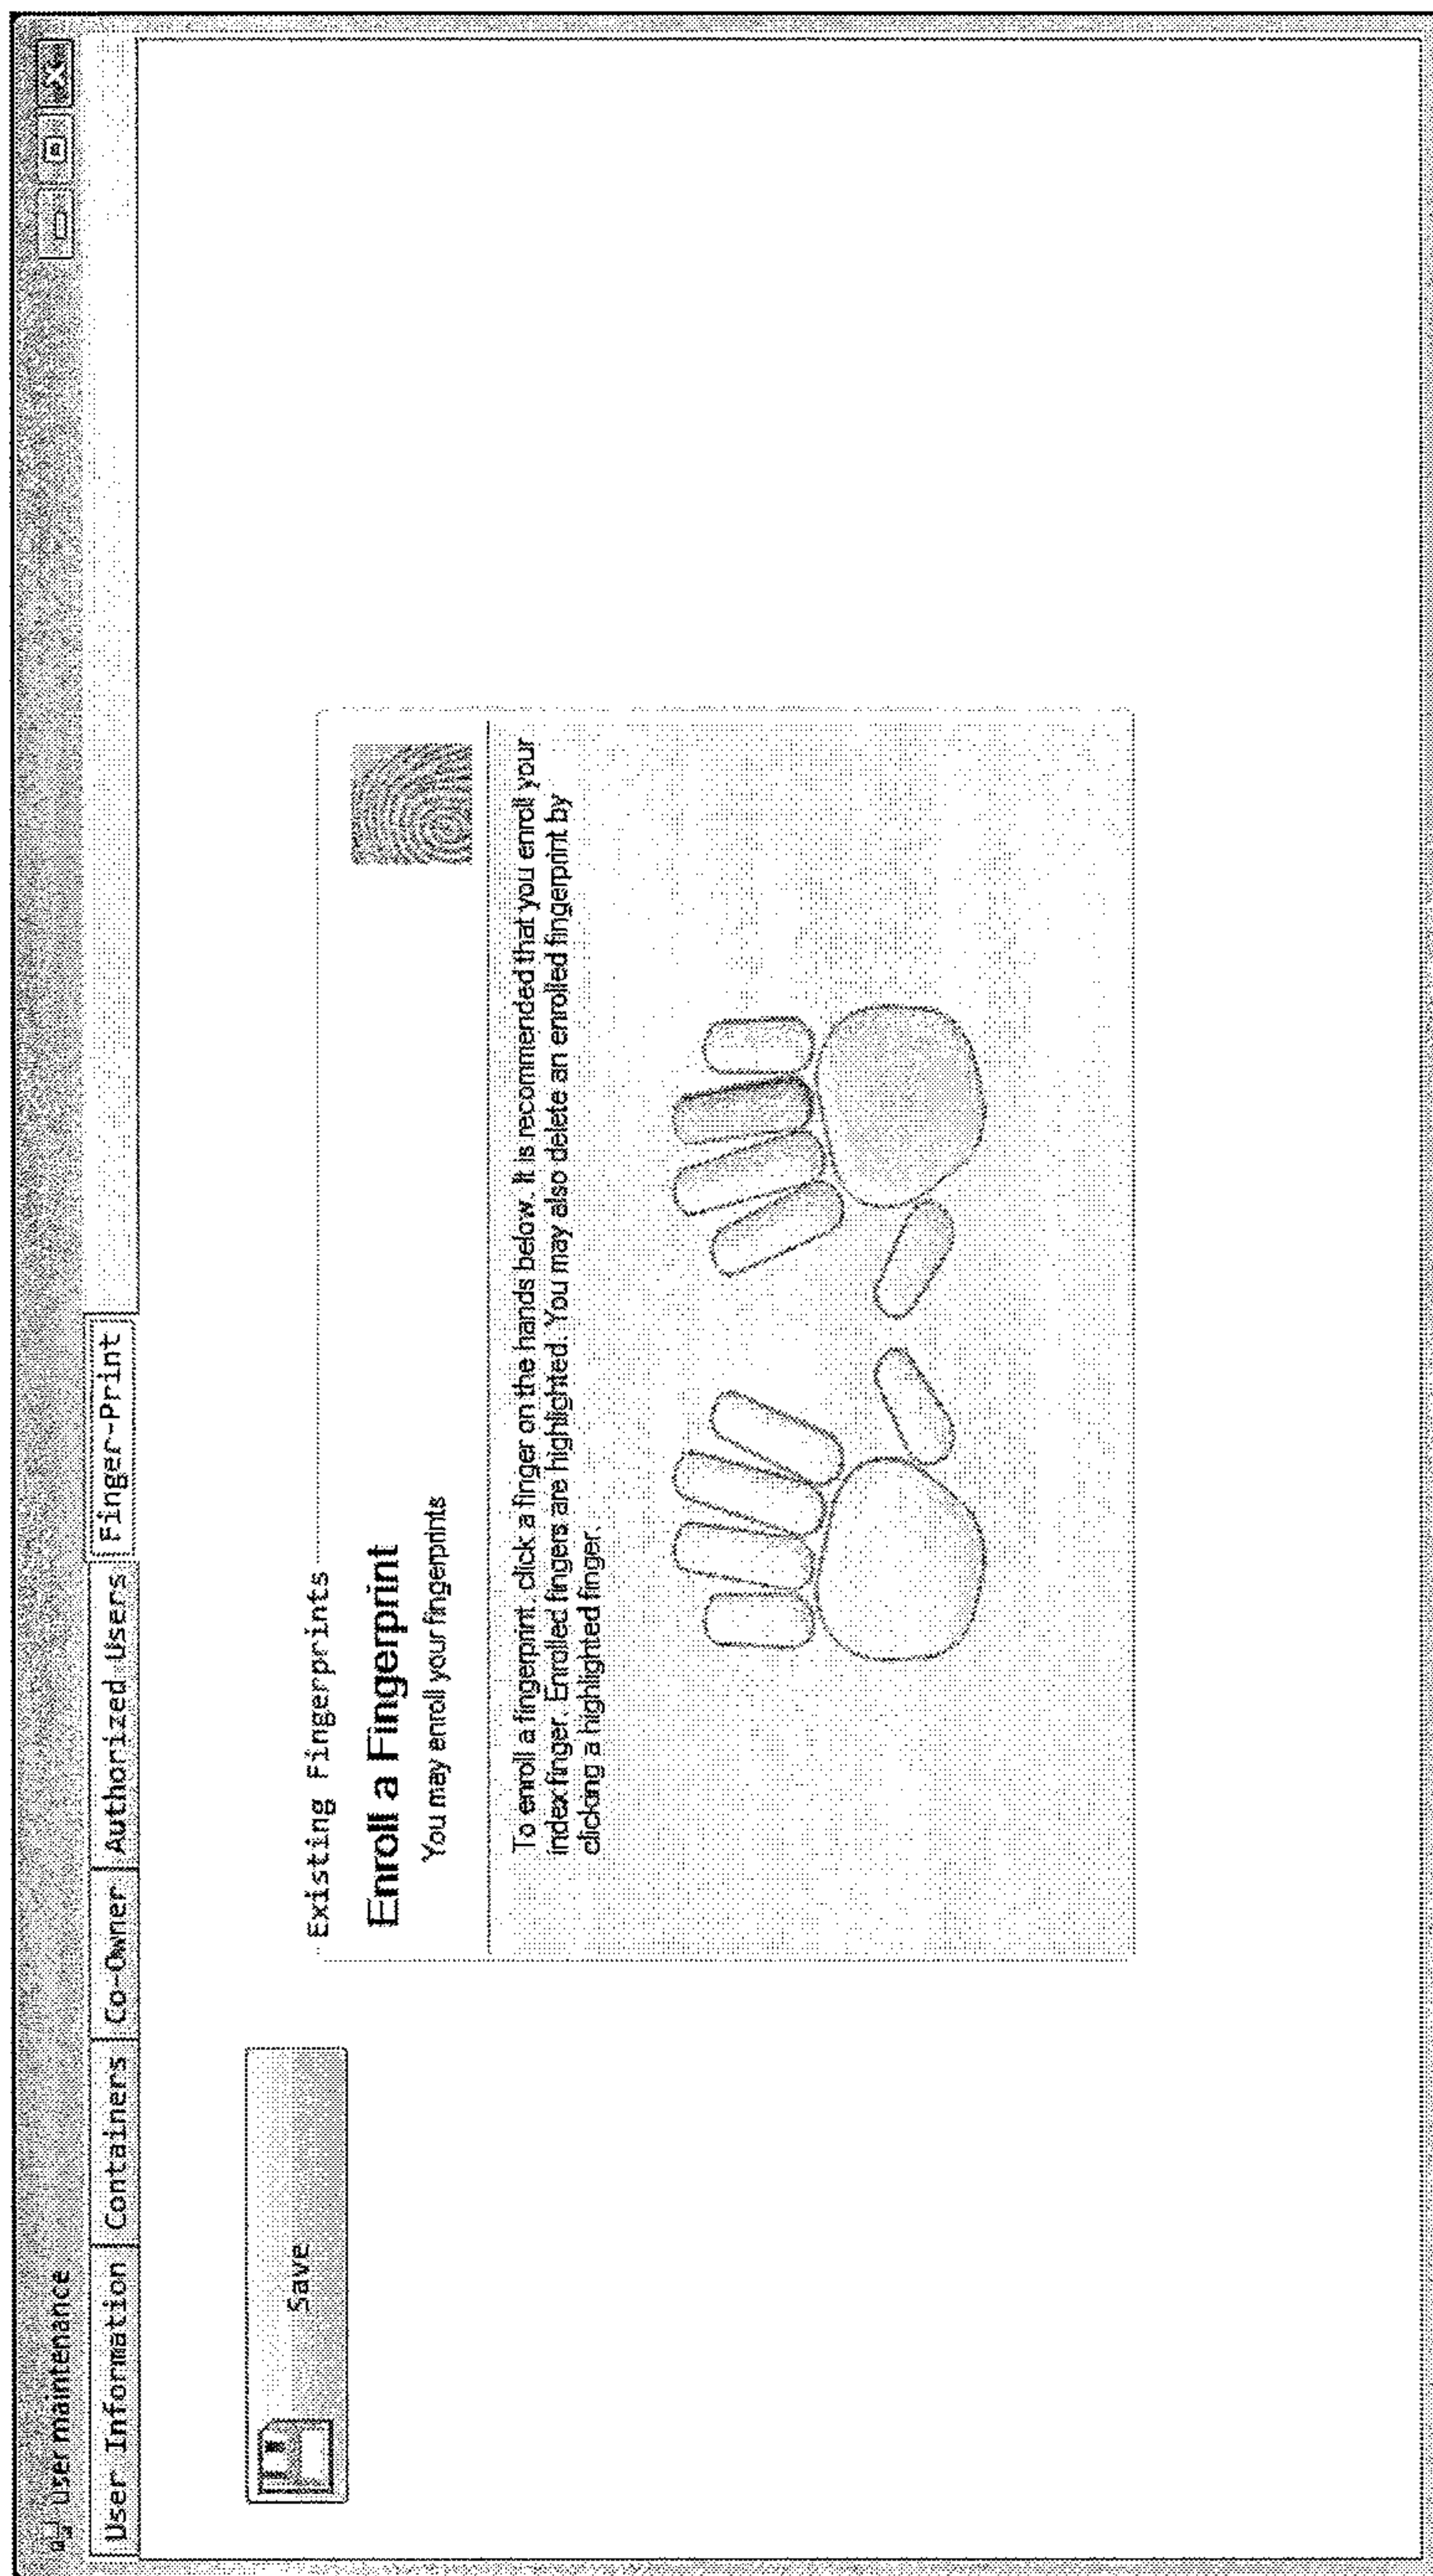 User maintenance
User Information
Containers
Co-Owner
Authorized Users
Finger-Print
Save
Existing Fingerprints
Enroll a Fingerprint
You may enroll your fingerprints
To enroll a fingerprint, click a finger on the hands below. It is recommended that you enroll your
index finger. Enrolled fingers are highlighted. You may also delete an enrolled fingerprint by
clicking a highlighted finger.